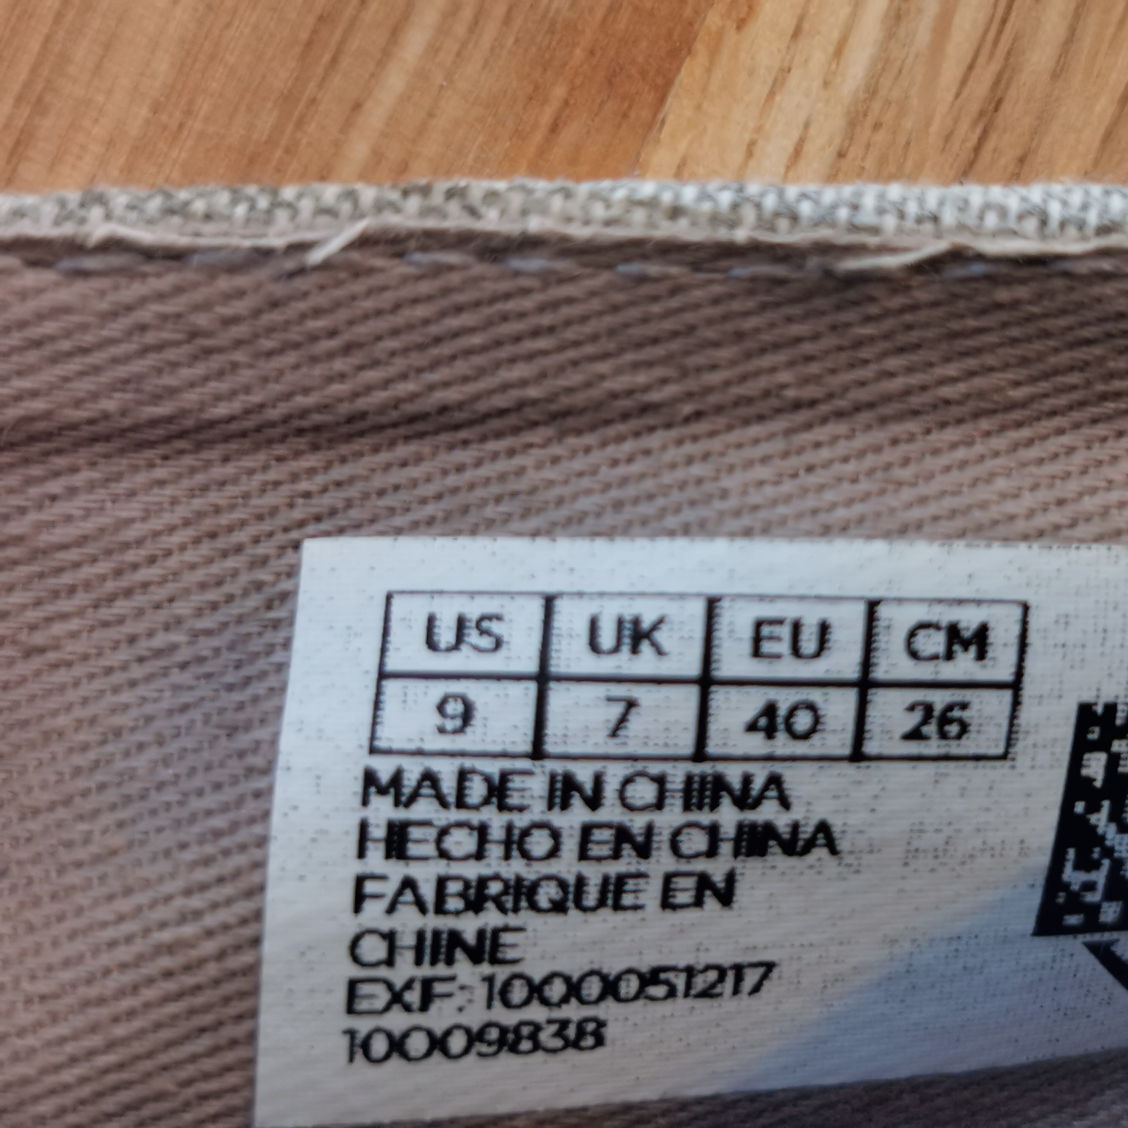 US UK EU CM
9 7 40 26
MADE IN CHINA
HECHO EN CHINA
FABRIQUE EN
CHINE
EXF: 1000051217
10009838